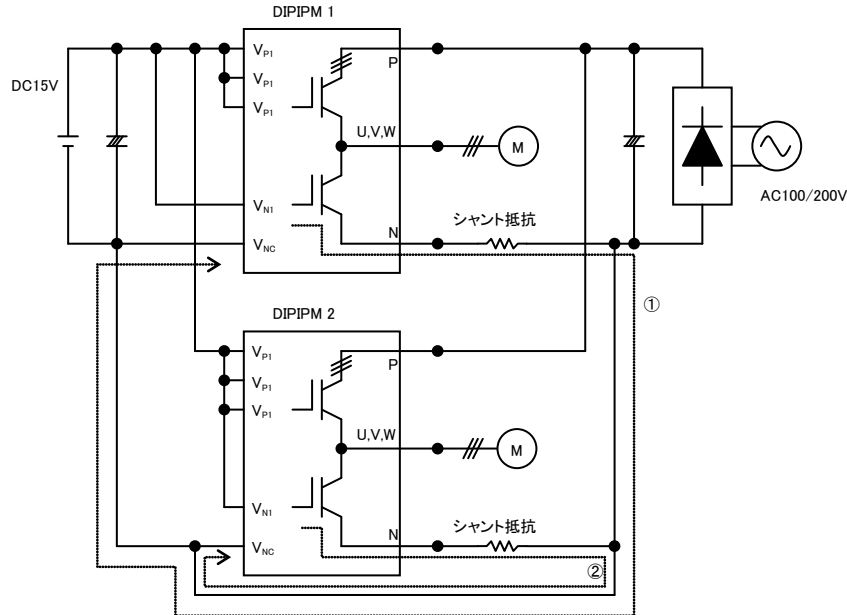 DIPIPM 1
DC15V
VP1
VP1
VP1
P
U,V,W
M
AC100/200V
VN1
N
シャント抵抗
VNC
①
DIPIPM 2
VP1
VP1
VP1
P
U,V,W
M
VN1
N
シャント抵抗
VNC
②